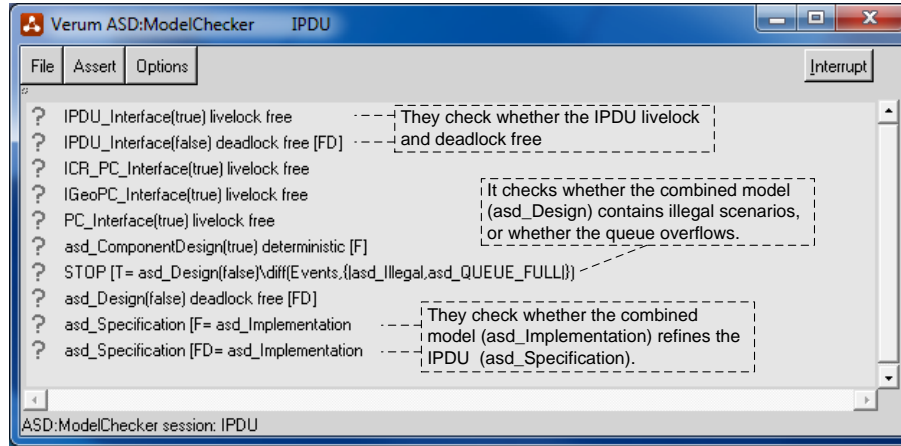 Verum ASD:ModelChecker IPDU
File Assert Options Interrupt
? IPDU_Interface(true) livelock free
? IPDU_Interface(false) deadlock free [FD]
They check whether the IPDU livelock
and deadlock free
? ICR_PC_Interface(true) livelock free
? IGeoPC_Interface(true) livelock free
? PC_Interface(true) livelock free
It checks whether the combined model
(asd_Design) contains illegal scenarios,
or whether the queue overflows.
? asd_ComponentDesign(true) deterministic [F]
? STOP [T= asd_Design(false)\diff(Events,{|asd_Illegal,asd_QUEUE_FULL|})
? asd_Design(false) deadlock free [FD]
? asd_Specification [F= asd_Implementation
? asd_Specification [FD= asd_Implementation
They check whether the combined
model (asd_Implementation) refines the
IPDU (asd_Specification).
ASD:ModelChecker session: IPDU